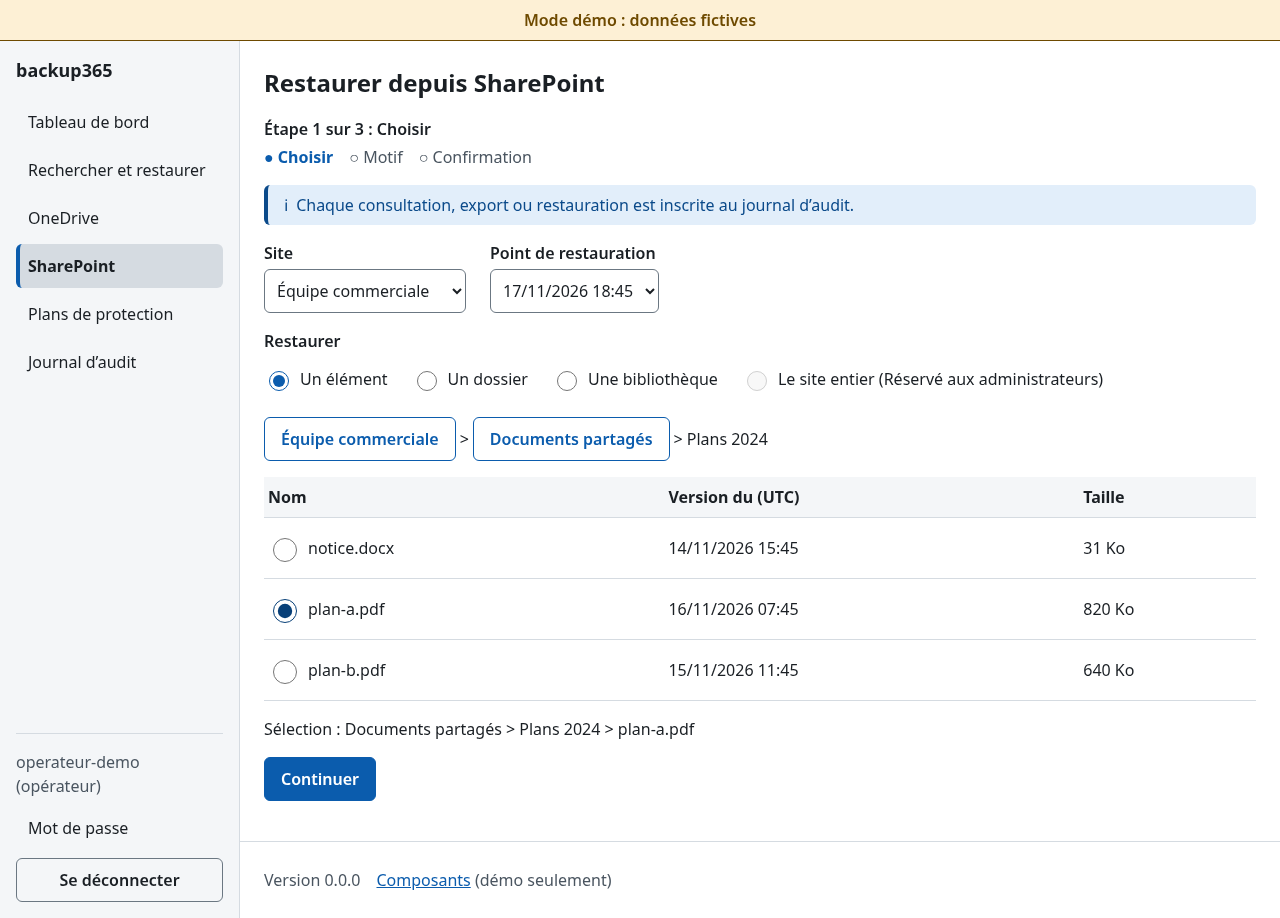 Mode démo : données fictives
backup365
Tableau de bord
Rechercher et restaurer
OneDrive
SharePoint
Plans de protection
Journal d’audit
operateur-demo
(opérateur)
Mot de passe
Se déconnecter
Restaurer depuis SharePoint
Étape 1 sur 3 : Choisir
● Choisir ○ Motif ○ Confirmation
i Chaque consultation, export ou restauration est inscrite au journal d’audit.
Site Point de restauration
Équipe commerciale 17/11/2026 18:45
Restaurer
Un élément Un dossier Une bibliothèque Le site entier (Réservé aux administrateurs)
Équipe commerciale > Documents partagés > Plans 2024
Nom Version du (UTC) Taille
notice.docx 14/11/2026 15:45 31 Ko
plan-a.pdf 16/11/2026 07:45 820 Ko
plan-b.pdf 15/11/2026 11:45 640 Ko
Sélection : Documents partagés > Plans 2024 > plan-a.pdf
Continuer
Version 0.0.0 Composants (démo seulement)